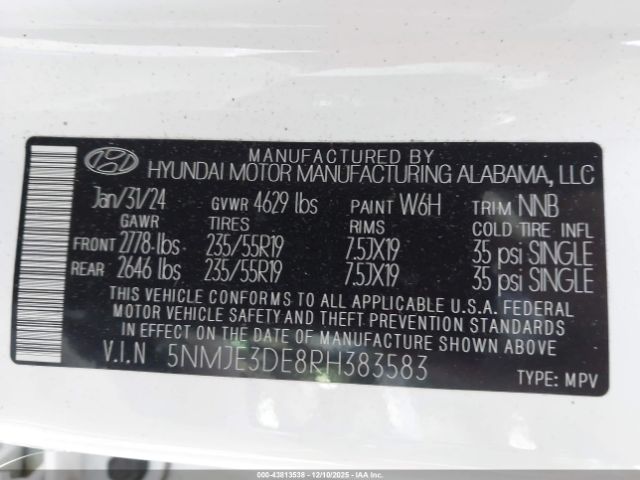 MANUFACTURED BY
HYUNDAI MOTOR MANUFACTURING ALABAMA, LLC
Jan/31/24 GVWR 4629 lbs PAINT W6H TRIM NNB
GAWR TIRES RIMS COLD TIRE INFL
FRONT 2778-lbs 235/55R19 7.5JX19 35 psi SINGLE
REAR 2646 lbs 235/55R19 7.5JX19 35 psi SINGLE
THIS VEHICLE CONFORMS TO ALL APPLICABLE U.S.A. FEDERAL
MOTOR VEHICLE SAFETY AND THEFT PREVENTION STANDARDS
IN EFFECT ON THE DATE OF MANUFACTURE SHOWN ABOVE.
V.I.N 5NMJE3DE8RH383583
TYPE: MPV
000-43813538 - 12/10/2025 - IAA Inc. Copyright